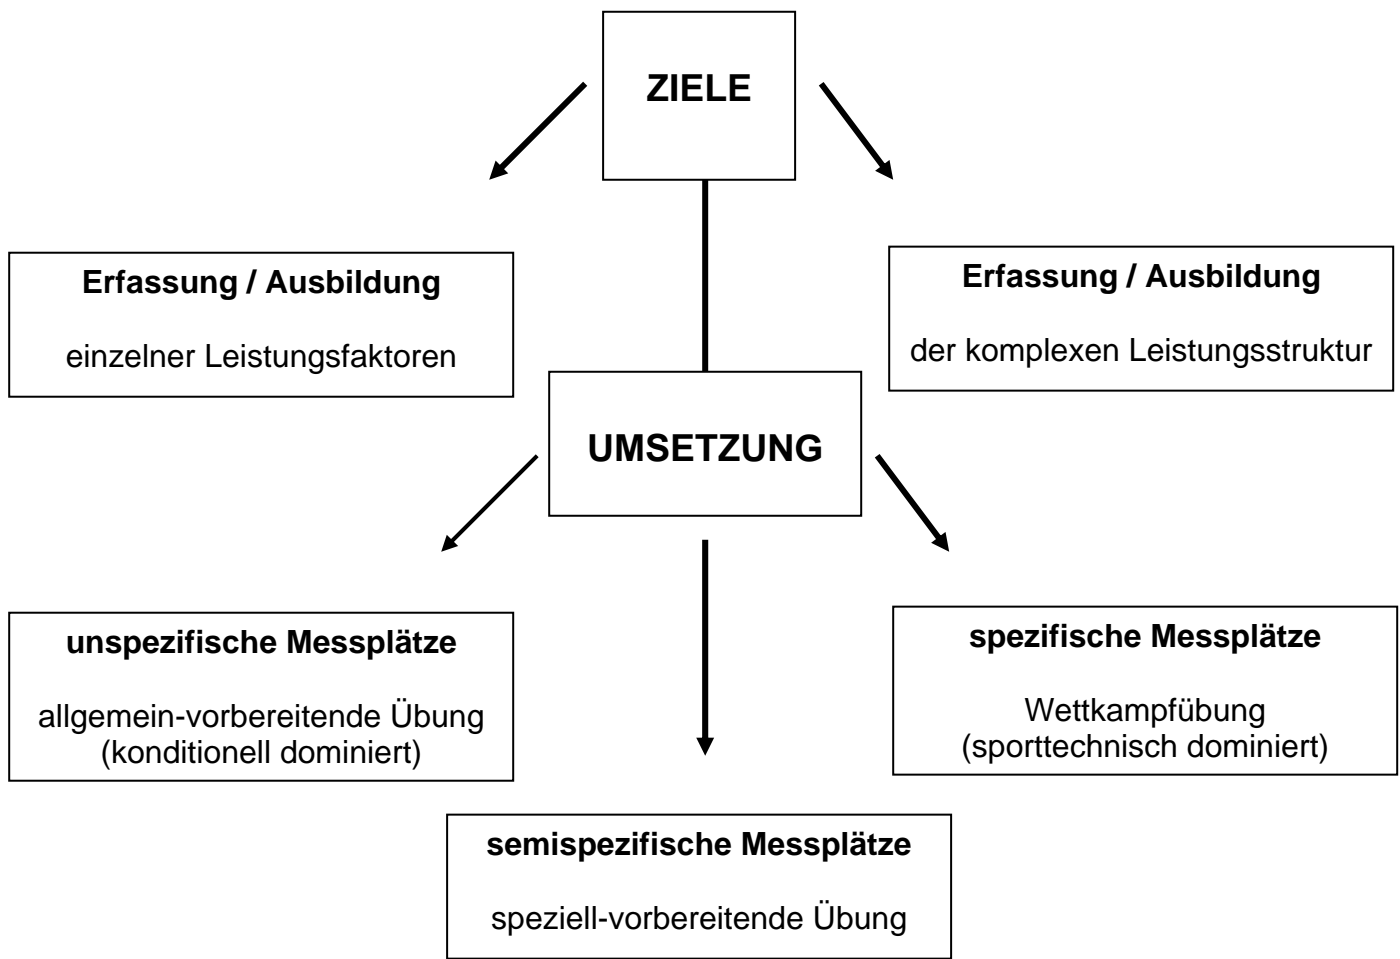 ZIELE
Erfassung / Ausbildung
einzelner Leistungsfaktoren
Erfassung / Ausbildung
der komplexen Leistungsstruktur
UMSETZUNG
unspezifische Messplätze
allgemein-vorbereitende Übung
(konditionell dominiert)
spezifische Messplätze
Wettkampfübung
(sporttechnisch dominiert)
semispezifische Messplätze
speziell-vorbereitende Übung